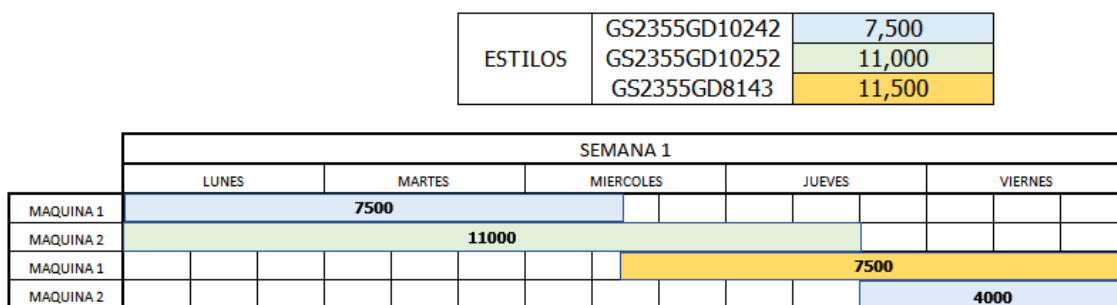 GS2355GD10242 7,500
ESTILOS GS2355GD10252 11,000
GS2355GD8143 11,500
SEMANA 1
LUNES MARTES MIERCOLES JUEVES VIERNES
MAQUINA 1 7500
MAQUINA 2 11000
MAQUINA 1 7500
MAQUINA 2 4000